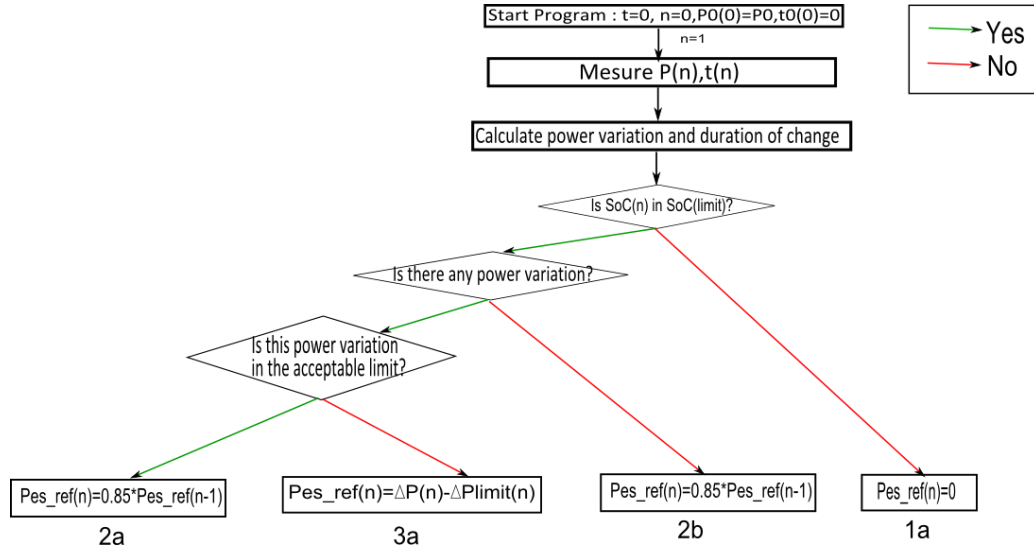 Start Program : t=0, n=0,P0(0)=P0,t0(0)=0)
n=1
Yes
No
Mesure P(n),t(n)
Calculate power variation and duration of change
Is SoC(n) in SoC(limit)?
Is there any power variation?
Is this power variation
in the acceptable limit?
Pes_ref(n)=0.85*Pes_ref(n-1)
Pes_ref(n)=△P(n)-△Plimit(n)
Pes_ref(n)=0.85*Pes_ref(n-1)
Pes_ref(n)=0
2a
3a
2b
1a